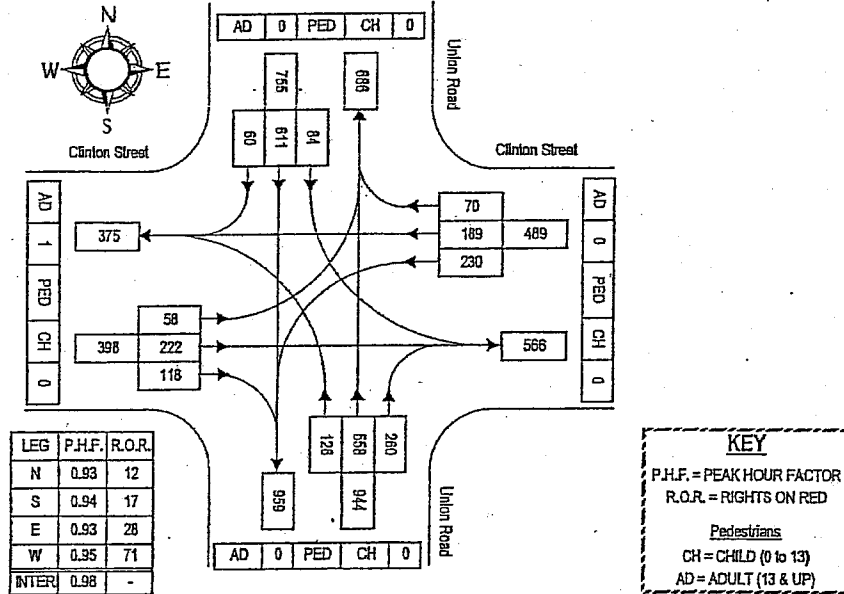 N
W E
S
AD 0 PED CH 0
Union Road
755
686
60 611 84
Clinton Street
Clinton Street
AD 1 PED CH 0
375
70
189 489
230
AD 0 PED CH 0
58
398 222
118
566
126 558 260
959
944
Union Road
AD 0 PED CH 0
LEG P.H.F. R.O.R.
N 0.93 12
S 0.94 17
E 0.93 28
W 0.95 71
INTER 0.98 -
KEY
P.H.F. = PEAK HOUR FACTOR
R.O.R. = RIGHTS ON RED
Pedestrians
CH = CHILD (0 to 13)
AD = ADULT (13 & UP)